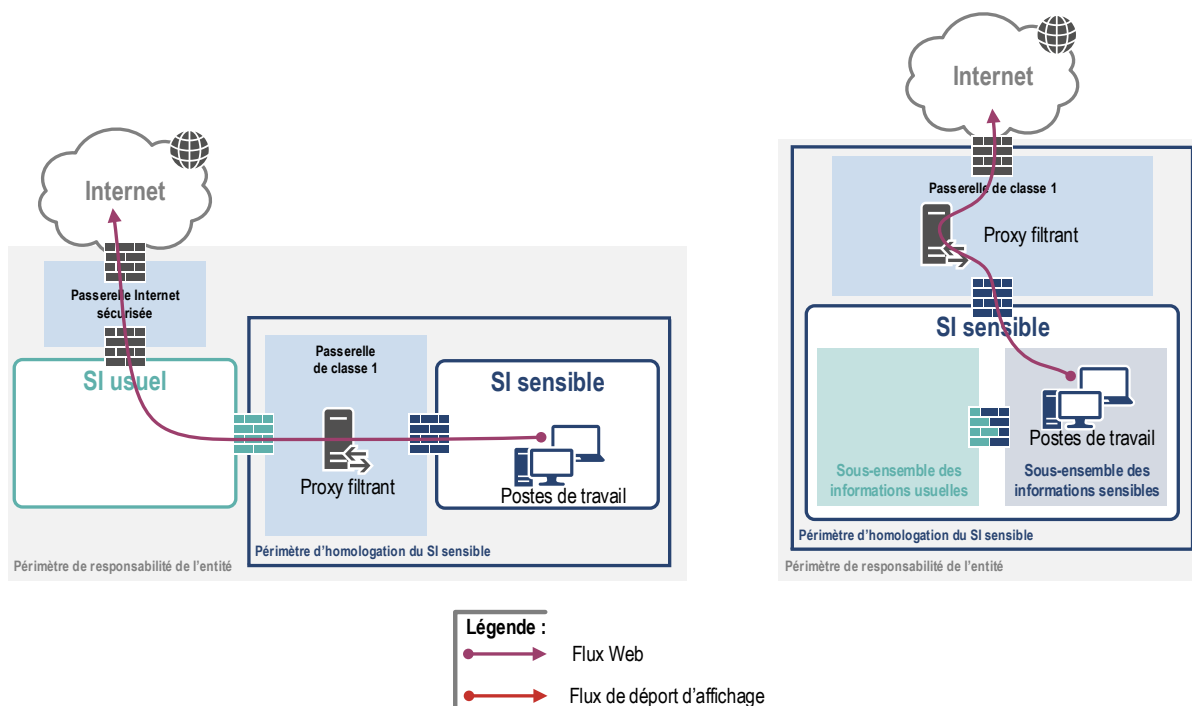 Internet
Passerelle Internet
sécurisée
SI usuel
Passerelle
de classe 1
Proxy filtrant
SI sensible
Postes de travail
Périmètre d'homologation du SI sensible
Périmètre de responsabilité de l'entité
Internet
Passerelle de classe 1
Proxy filtrant
SI sensible
Postes de travail
Sous-ensemble des
informations usuelles
Sous-ensemble des
informations sensibles
Périmètre d'homologation du SI sensible
Périmètre de responsabilité de l'entité
Légende :
Flux Web
Flux de déport d'affichage